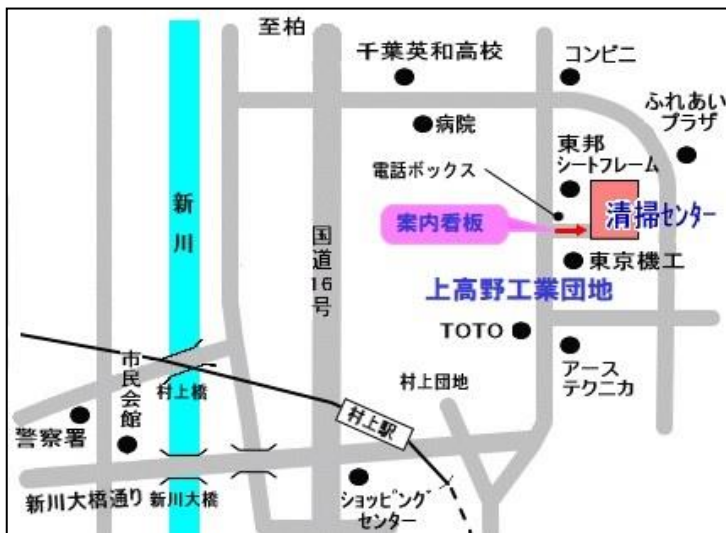 至柏
千葉英和高校
コンビニ
ふれあい
プラザ
病院
東邦
シートフレーム
電話ボックス
案内看板
清掃センター
新川
国道16号
東京機工
上高野工業団地
TOTO
アース
テクニカ
市民会館
村上橋
村上団地
村上駅
警察署
新川大橋通り
新川大橋
ショッピング
センター